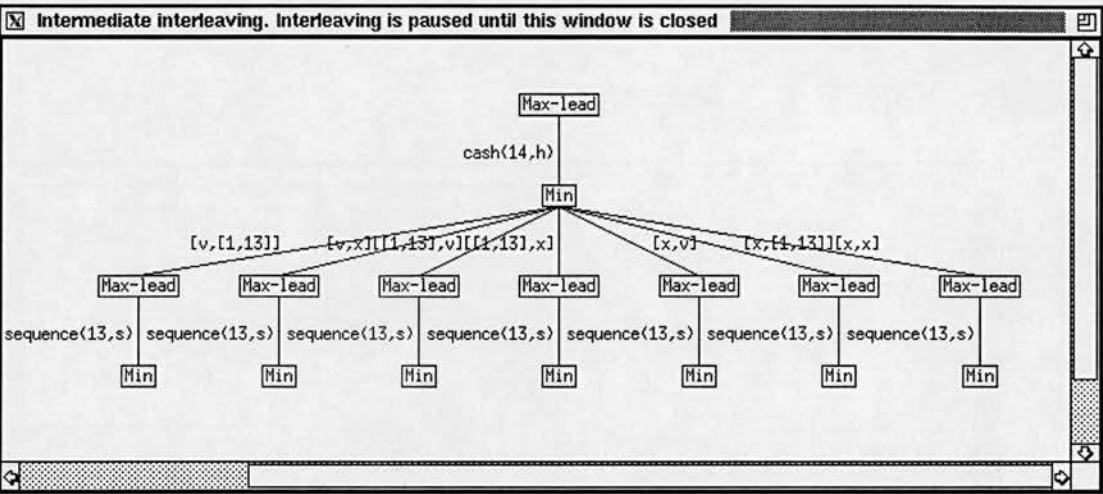 Intermediate interleaving. Interleaving is paused until this window is closed
Max-lead
cash(14,h)
Min
[v,[1,13]] [v,x][[1,13],v][[1,13],x] [x,v] [x,[1,13]][x,x]
Max-lead Max-lead Max-lead Max-lead Max-lead Max-lead Max-lead
sequence(13,s) sequence(13,s) sequence(13,s) sequence(13,s) sequence(13,s) sequence(13,s) sequence(13,s)
Min Min Min Min Min Min Min